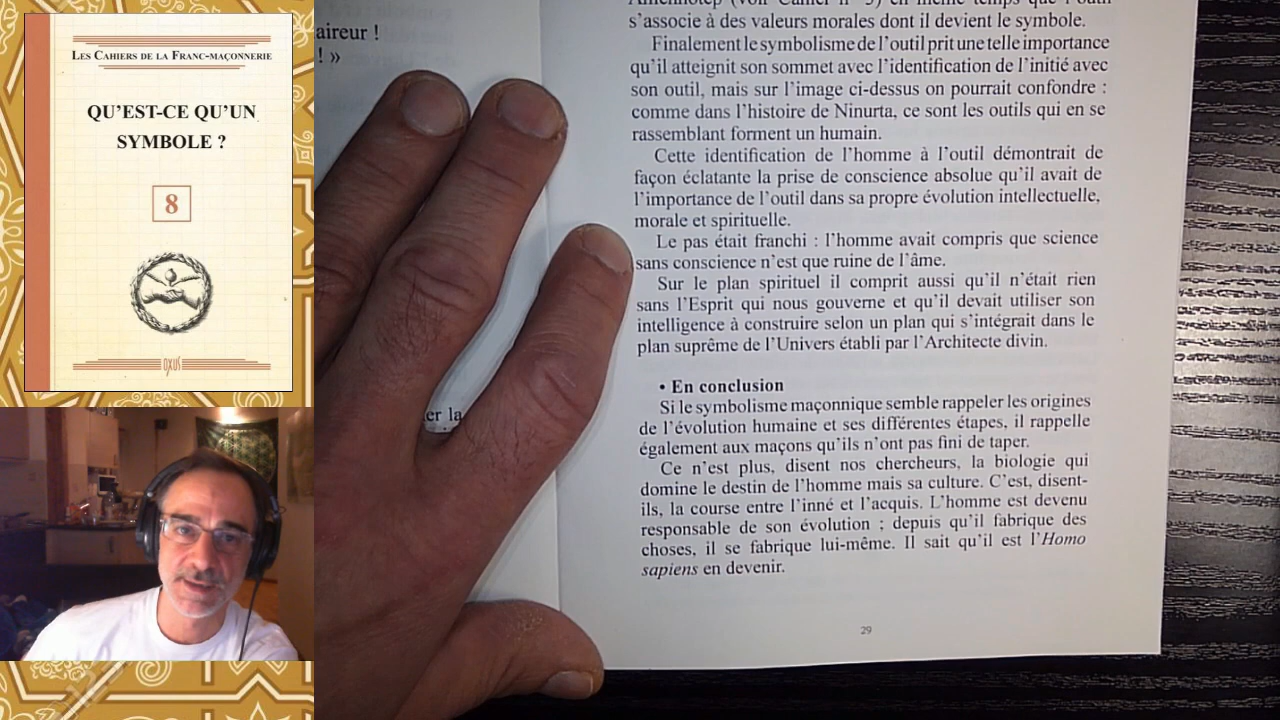 LES CAHIERS DE LA FRANC-MAÇONNERIE
QU'EST-CE QU'UN
SYMBOLE ?
8
OXUS
aireur !
! »
er la
s'associe à des valeurs morales dont il devient le symbole.
Finalement le symbolisme de l'outil prit une telle importance
qu'il atteignit son sommet avec l'identification de l'initié avec
son outil, mais sur l'image ci-dessus on pourrait confondre :
comme dans l'histoire de Ninurta, ce sont les outils qui en se
rassemblant forment un humain.
Cette identification de l'homme à l'outil démontrait de
façon éclatante la prise de conscience absolue qu'il avait de
l'importance de l'outil dans sa propre évolution intellectuelle,
morale et spirituelle.
Le pas était franchi : l'homme avait compris que science
sans conscience n'est que ruine de l'âme.
Sur le plan spirituel il comprit aussi qu'il n'était rien
sans l'Esprit qui nous gouverne et qu'il devait utiliser son
intelligence à construire selon un plan qui s'intégrait dans le
plan suprême de l'Univers établi par l'Architecte divin.
• En conclusion
Si le symbolisme maçonnique semble rappeler les origines
de l'évolution humaine et ses différentes étapes, il rappelle
également aux maçons qu'ils n'ont pas fini de taper.
Ce n'est plus, disent nos chercheurs, la biologie qui
domine le destin de l'homme mais sa culture. C'est, disent-
ils, la course entre l'inné et l'acquis. L'homme est devenu
responsable de son évolution ; depuis qu'il fabrique des
choses, il se fabrique lui-même. Il sait qu'il est l'Homo
sapiens en devenir.
29